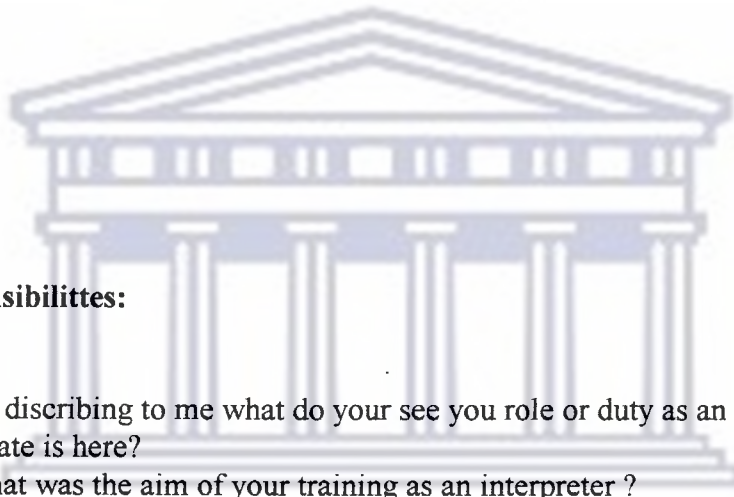 sibilittes:
discribing to me what do your see you role or duty as an
ate is here?
nat was the aim of your training as an interpreter ?